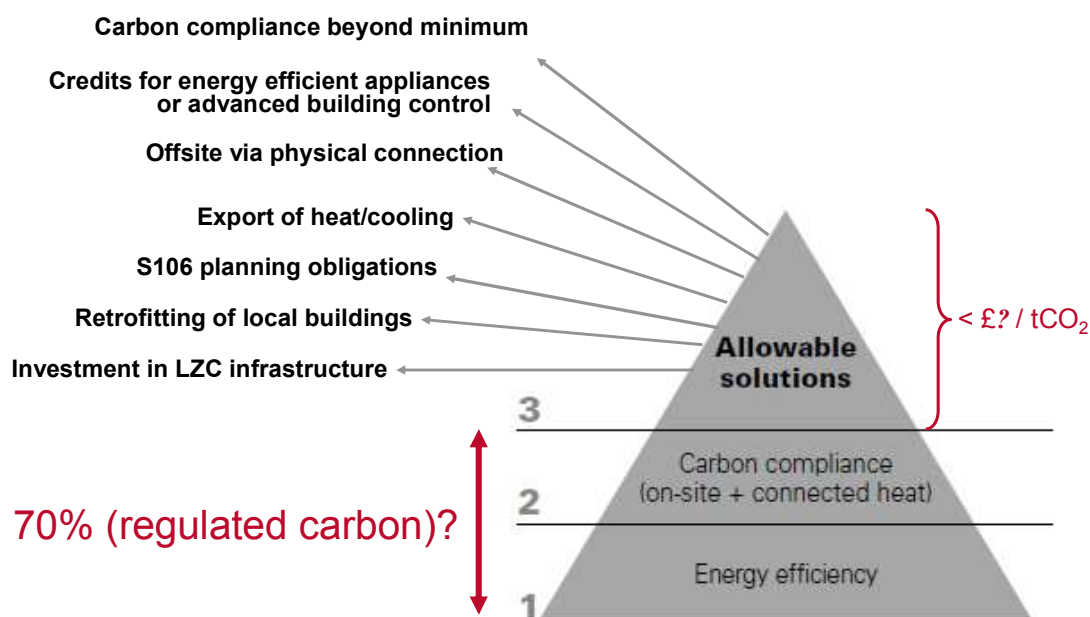 Carbon compliance beyond minimum
Credits for energy efficient appliances
or advanced building control
Offsite via physical connection
Export of heat/cooling
S106 planning obligations
Retrofitting of local buildings
Investment in LZC infrastructure
< £? / tCO₂
Allowable
solutions
3
Carbon compliance
(on-site + connected heat)
2
70% (regulated carbon)?
Energy efficiency
1